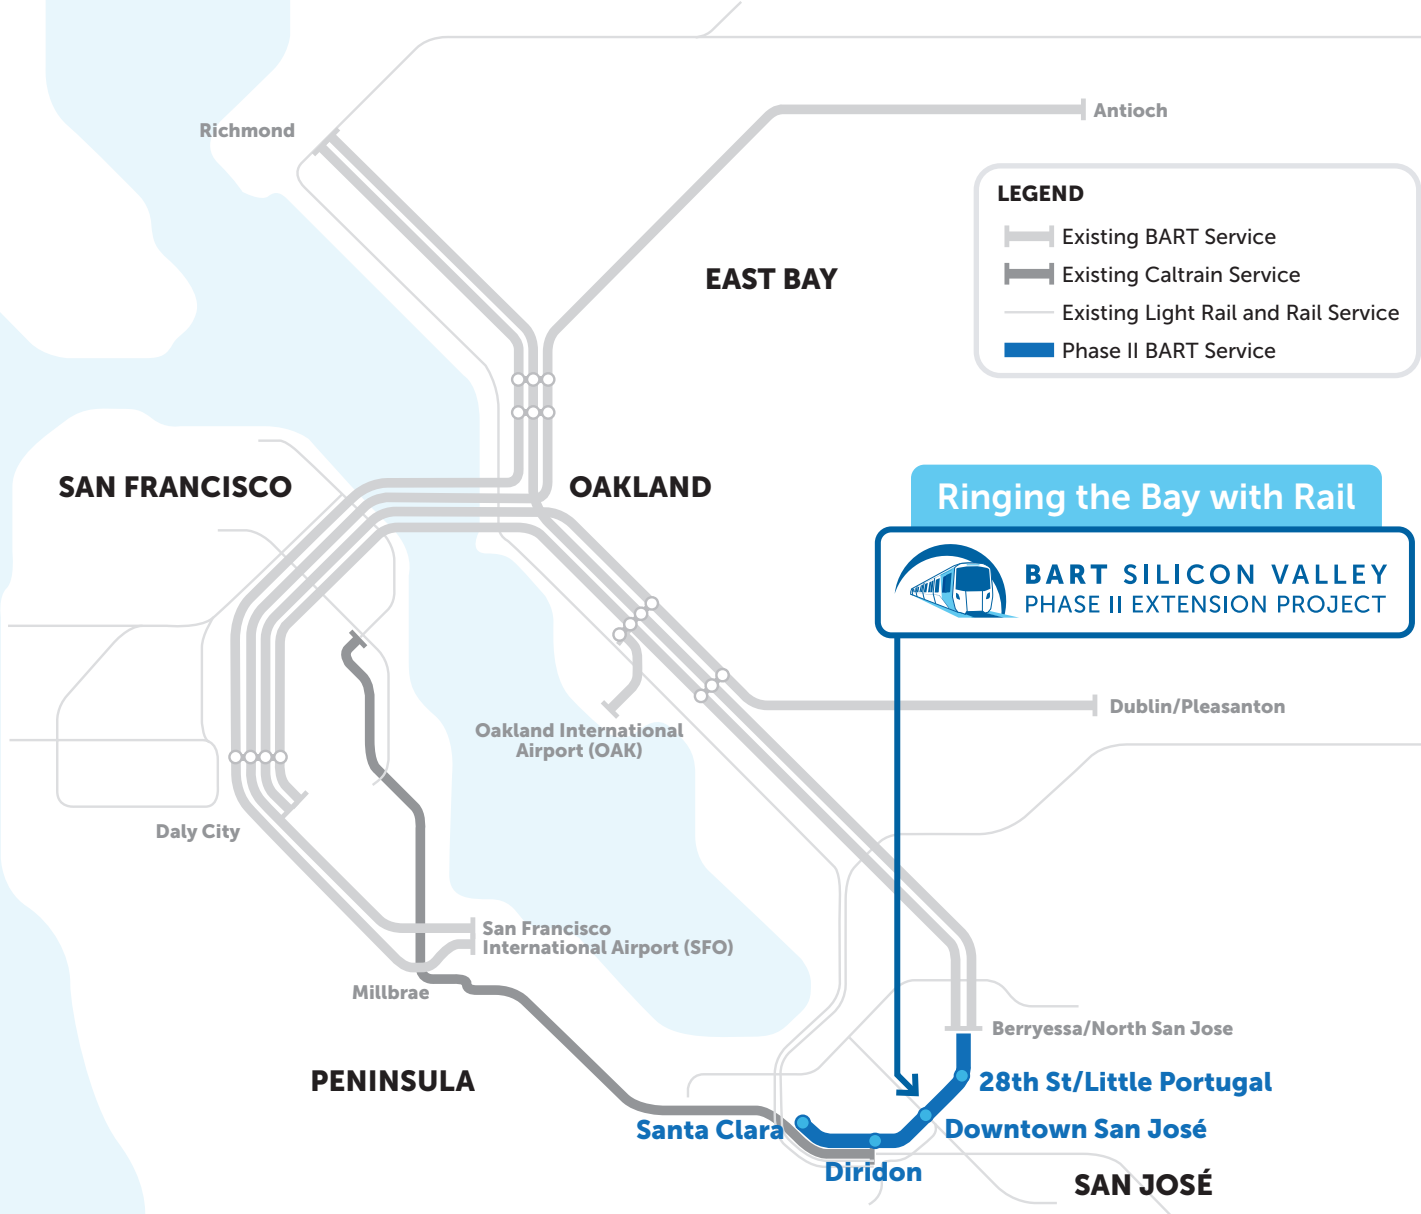 Richmond
Antioch
LEGEND
Existing BART Service
Existing Caltrain Service
Existing Light Rail and Rail Service
Phase II BART Service
EAST BAY
SAN FRANCISCO
OAKLAND
Ringing the Bay with Rail
BART SILICON VALLEY
PHASE II EXTENSION PROJECT
Oakland International
Airport (OAK)
Dublin/Pleasanton
Daly City
San Francisco
International Airport (SFO)
Millbrae
Berryessa/North San Jose
PENINSULA
28th St/Little Portugal
Santa Clara
Downtown San José
Diridon
SAN JOSÉ